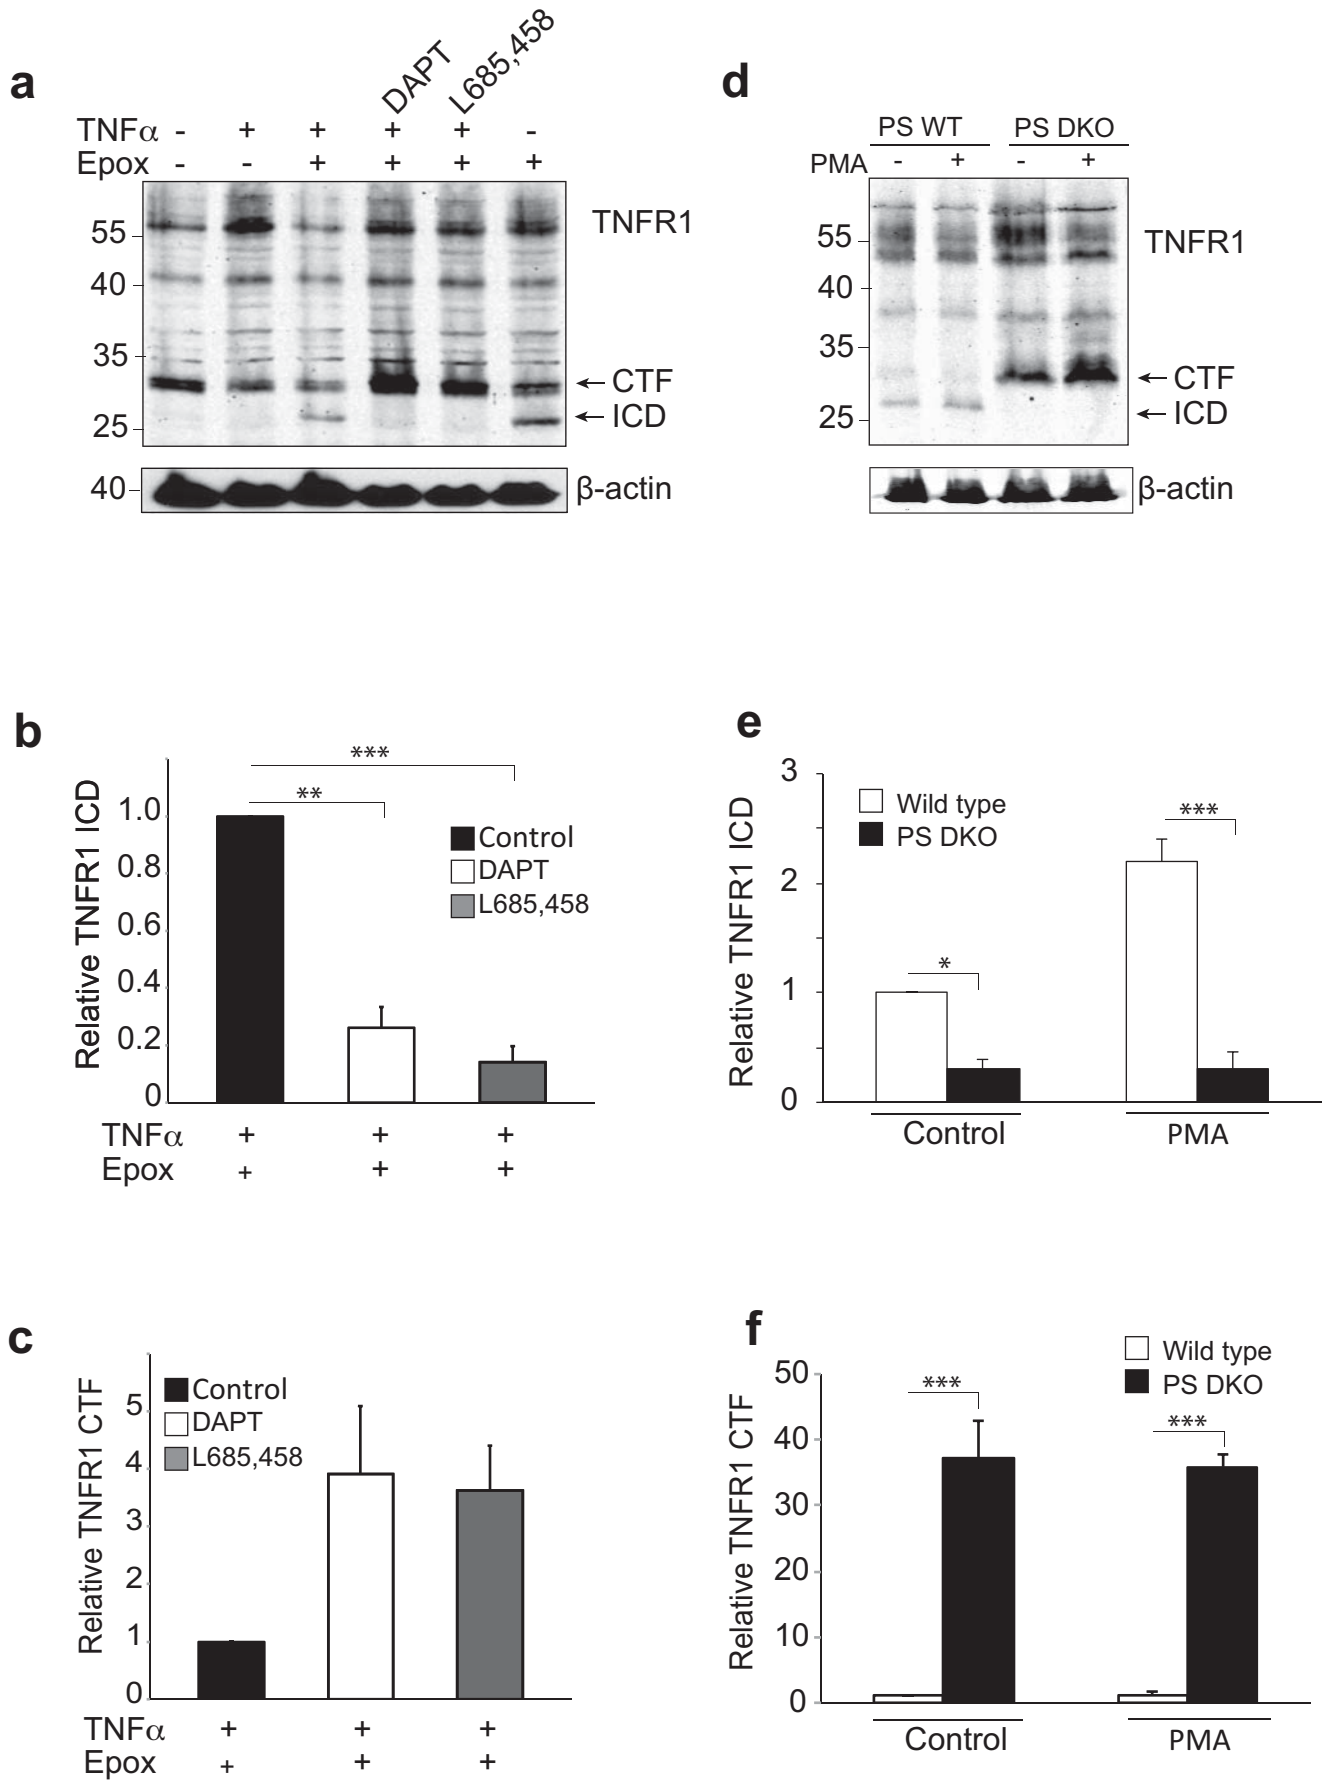 a
DAPT
L685,458
TNFα - + + + + -
Epox - - + + + +
55
TNFR1
40
35
CTF
ICD
25
40
β-actin
d
PS WT PS DKO
PMA - + - +
55
TNFR1
40
35
CTF
ICD
25
β-actin
b
Relative TNFR1 ICD
1.0
0.8
0.6
0.4
0.2
0
***
**
Control
DAPT
L685,458
TNFα + + +
Epox + + +
e
Relative TNFR1 ICD
3
2
1
0
Wild type
PS DKO
*
***
Control PMA
c
Relative TNFR1 CTF
5
4
3
2
1
0
Control
DAPT
L685,458
TNFα + + +
Epox + + +
f
Relative TNFR1 CTF
50
40
30
20
10
0
Wild type
PS DKO
***
***
Control PMA